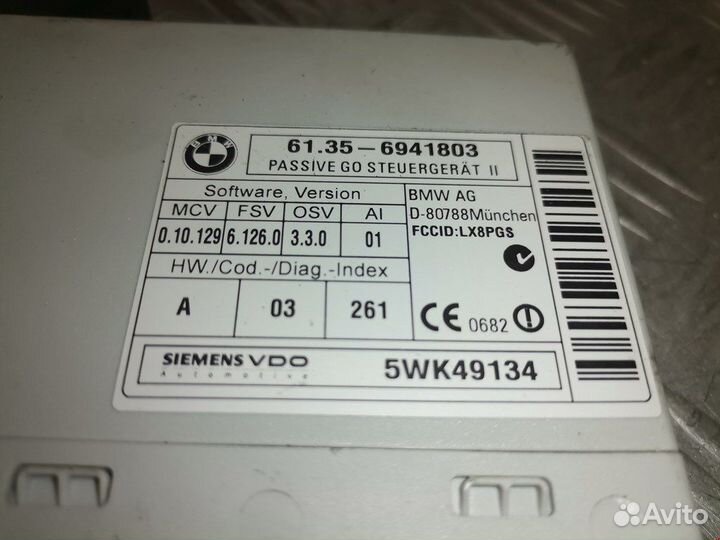 BMW
61.35 - 6941803
PASSIVE GO STEUERGERÄT II
Software, Version
MCV FSV OSV AI
0.10.129 6.126.0 3.3.0 01
HW./Cod.-/Diag.-Index
A 03 261
BMW AG
D-80788München
FCCID:LX8PGS
CE 0682
SIEMENS VDO
Automotive
5WK49134
Avito